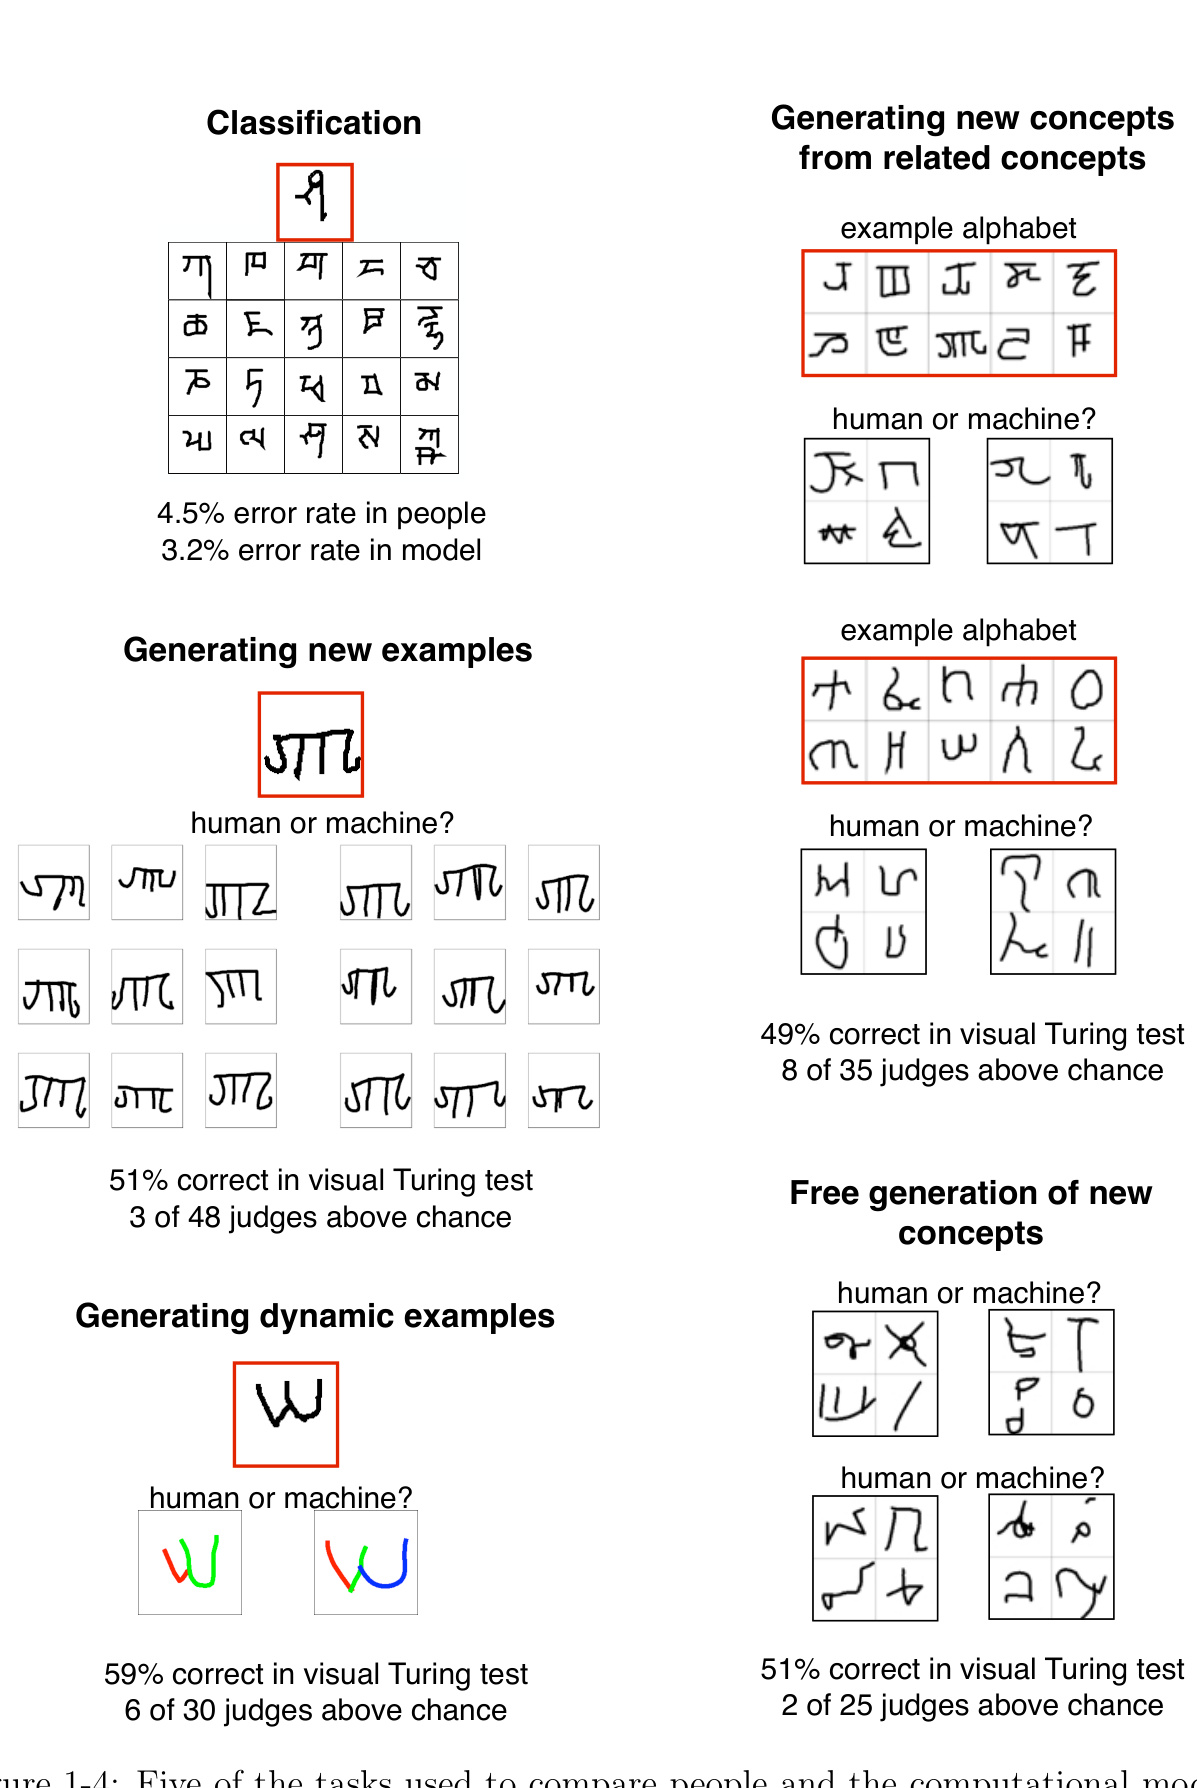 Classification
4.5% error rate in people
3.2% error rate in model
Generating new examples
human or machine?
51% correct in visual Turing test
3 of 48 judges above chance
Generating dynamic examples
human or machine?
59% correct in visual Turing test
6 of 30 judges above chance
Generating new concepts
from related concepts
example alphabet
human or machine?
example alphabet
human or machine?
49% correct in visual Turing test
8 of 35 judges above chance
Free generation of new
concepts
human or machine?
human or machine?
51% correct in visual Turing test
2 of 25 judges above chance
1-4: Five of the tasks used to compare people and the computational